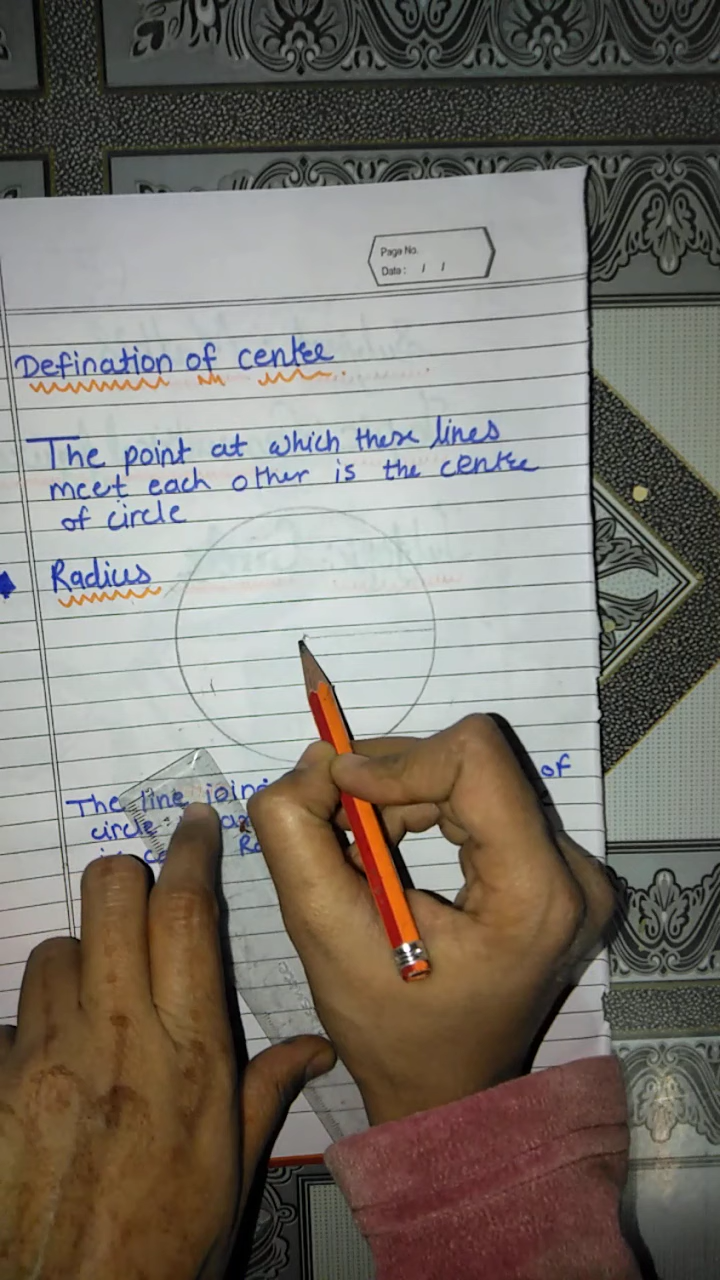 Page No.
Date: / /
Defination of centre
The point at which these lines
meet each other is the centre
of circle
Radius
The line of
circle